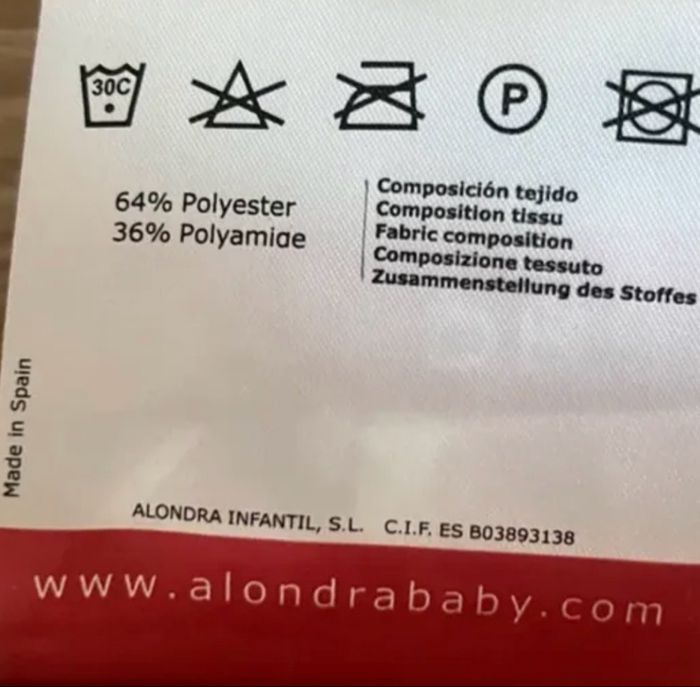 30C
P
64% Polyester
36% Polyamide
Composición tejido
Composition tissu
Fabric composition
Composizione tessuto
Zusammenstellung des Stoffes
Made in Spain
ALONDRA INFANTIL, S.L. C.I.F. ES B03893138
www.alondrababy.com